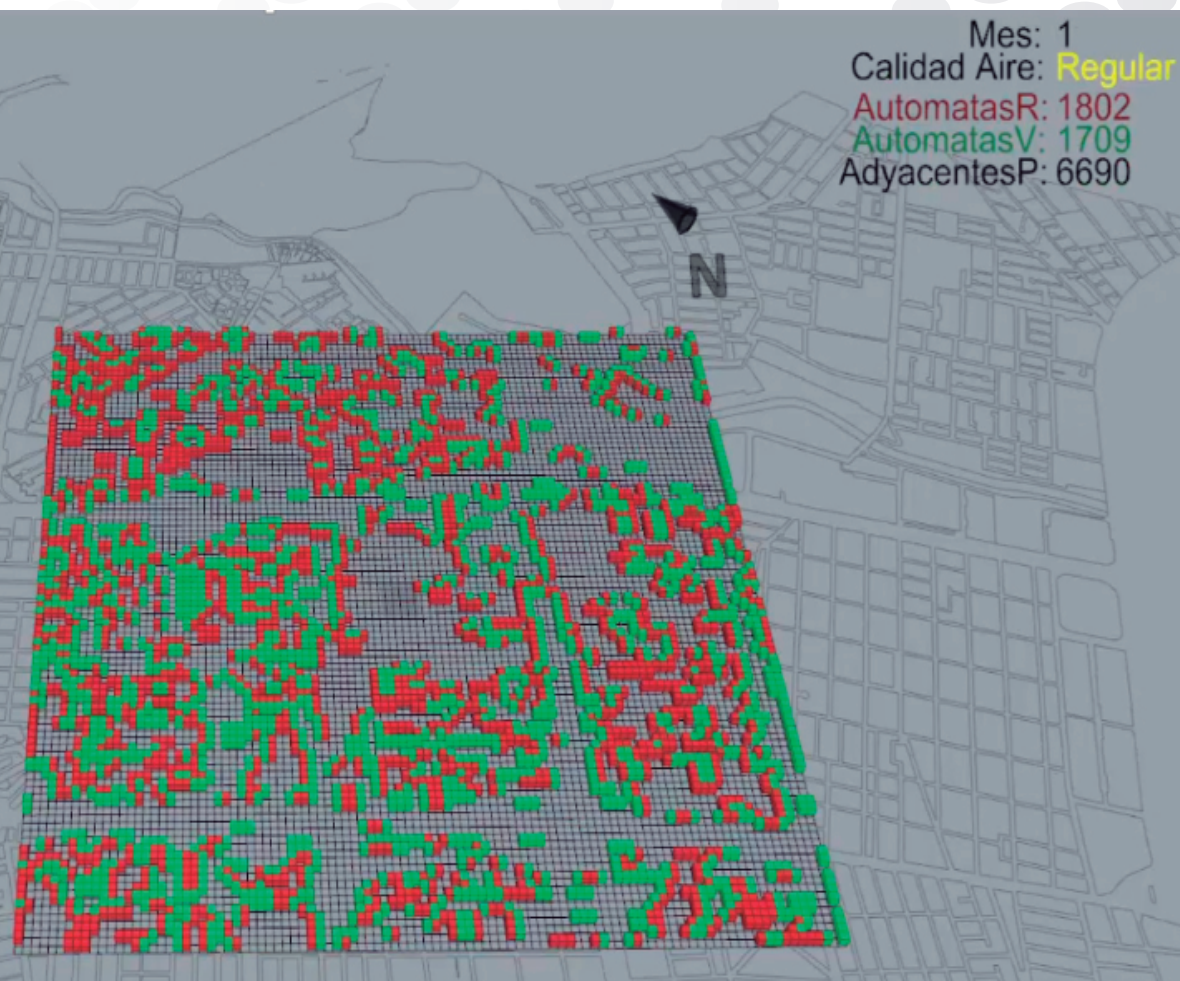 Mes: 1
Calidad Aire: Regular
AutomatasR: 1802
AutomatasV: 1709
AdyacentesP: 6690
N